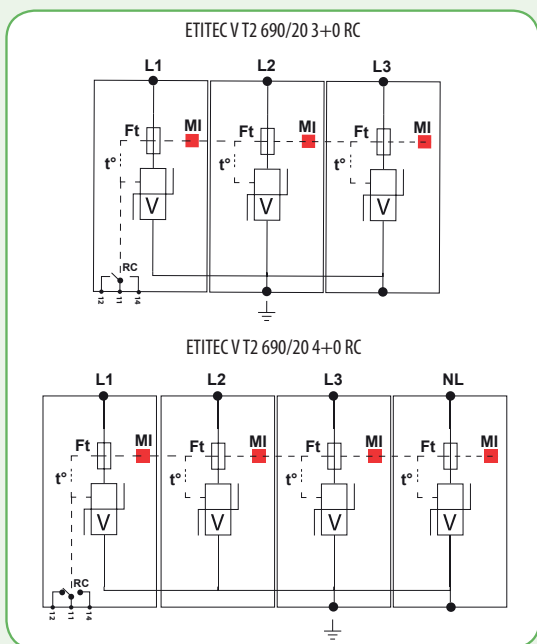 ETITEC V T2 690/20 3+0 RC
L1 L2 L3
Ft MI Ft MI Ft MI
t° t° t°
V V V
RC
12 11 14
ETITEC V T2 690/20 4+0 RC
L1 L2 L3 NL
Ft MI Ft MI Ft MI Ft MI
t° t° t° t°
V V V V
RC
12 11 14